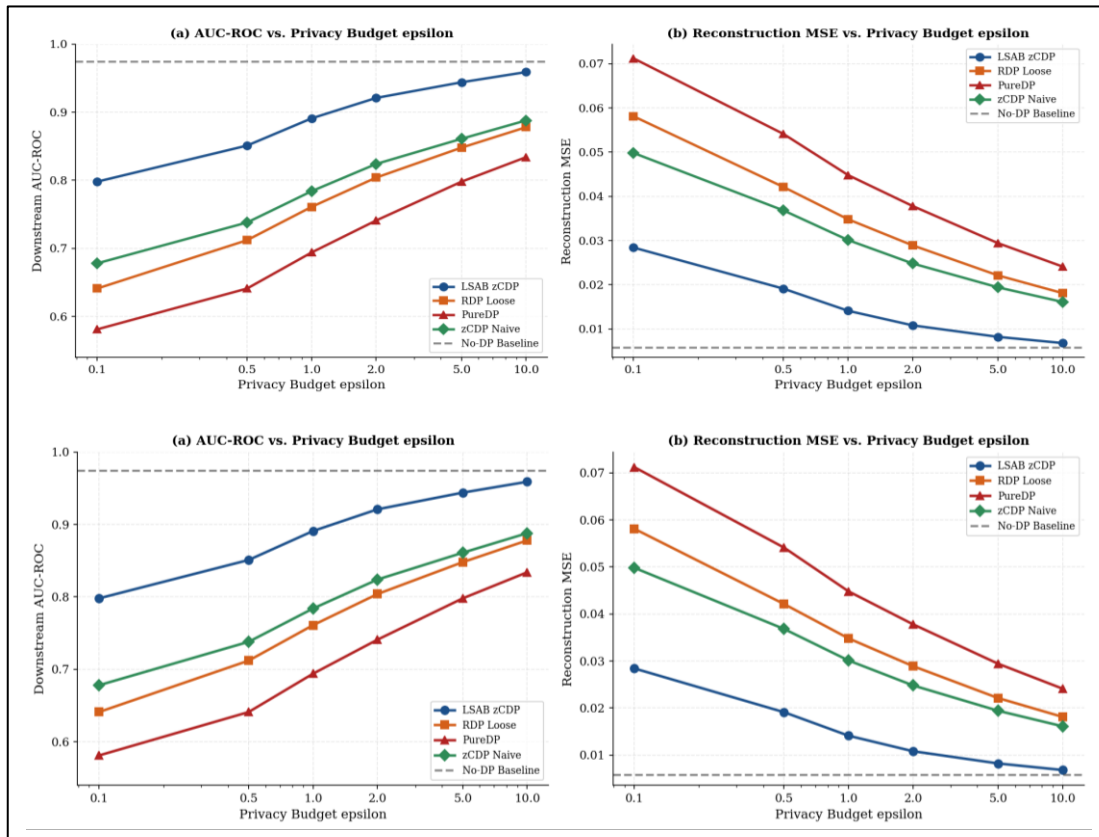 (a) AUC-ROC vs. Privacy Budget epsilon
1.0
0.9
0.8
0.7
0.6
Downstream AUC-ROC
LSAB zCDP
RDP Loose
PureDP
zCDP Naive
No-DP Baseline
0.1 0.5 1.0 2.0 5.0 10.0
Privacy Budget epsilon
(b) Reconstruction MSE vs. Privacy Budget epsilon
0.07
0.06
0.05
0.04
0.03
0.02
0.01
Reconstruction MSE
LSAB zCDP
RDP Loose
PureDP
zCDP Naive
No-DP Baseline
0.1 0.5 1.0 2.0 5.0 10.0
Privacy Budget epsilon
(a) AUC-ROC vs. Privacy Budget epsilon
1.0
0.9
0.8
0.7
0.6
Downstream AUC-ROC
LSAB zCDP
RDP Loose
PureDP
zCDP Naive
No-DP Baseline
0.1 0.5 1.0 2.0 5.0 10.0
Privacy Budget epsilon
(b) Reconstruction MSE vs. Privacy Budget epsilon
0.07
0.06
0.05
0.04
0.03
0.02
0.01
Reconstruction MSE
LSAB zCDP
RDP Loose
PureDP
zCDP Naive
No-DP Baseline
0.1 0.5 1.0 2.0 5.0 10.0
Privacy Budget epsilon